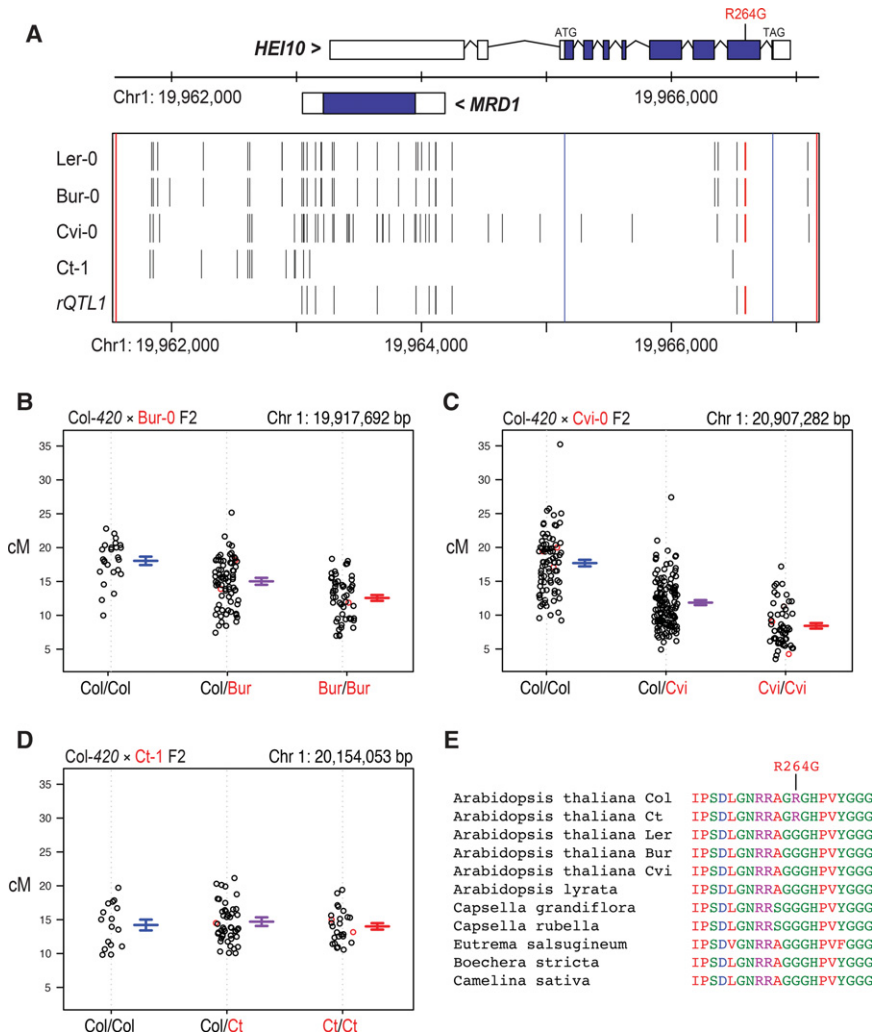 A
R264G
HEI10 >
ATG
TAG
Chr1: 19,962,000
19,966,000
< MRD1
Ler-0
Bur-0
Cvi-0
Ct-1
rQTL1
Chr1: 19,962,000
19,964,000
19,966,000
B
Col-420 × Bur-0 F2
Chr 1: 19,917,692 bp
35
30
25
20
cM
15
10
5
Col/Col
Col/Bur
Bur/Bur
C
Col-420 × Cvi-0 F2
Chr 1: 20,907,282 bp
35
30
25
20
cM
15
10
5
Col/Col
Col/Cvi
Cvi/Cvi
D
Col-420 × Ct-1 F2
Chr 1: 20,154,053 bp
35
30
25
20
cM
15
10
5
Col/Col
Col/Ct
Ct/Ct
E
R264G
Arabidopsis thaliana Col IPSDLGNRRAGRGHPVYGGG
Arabidopsis thaliana Ct IPSDLGNRRAGRGHPVYGGG
Arabidopsis thaliana Ler IPSDLGNRRAGGGHPVYGGG
Arabidopsis thaliana Bur IPSDLGNRRAGGGHPVYGGG
Arabidopsis thaliana Cvi IPSDLGNRRAGGGHPVYGGG
Arabidopsis lyrata IPSDLGNRRAGGGHPVYGGG
Capsella grandiflora IPSDLGNRRSGGGHPVYGGG
Capsella rubella IPSDLGNRRSGGGHPVYGGG
Eutrema salsugineum IPSDVGNRRAGGGHPVFGGG
Boechera stricta IPSDLGNRRAGGGHPVYGGG
Camelina sativa IPSDLGNRRAGGGHPVYGGG